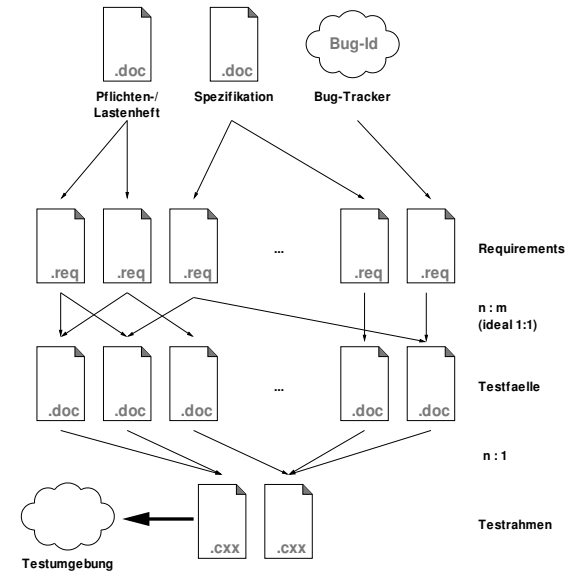 .doc
.doc
Bug-Id
Pflichten-/
Lastenheft
Spezifikation
Bug-Tracker
.req
.req
.req
...
.req
.req
Requirements
n : m
(ideal 1:1)
.doc
.doc
.doc
...
.doc
.doc
Testfaelle
n : 1
.cxx
.cxx
Testrahmen
Testumgebung